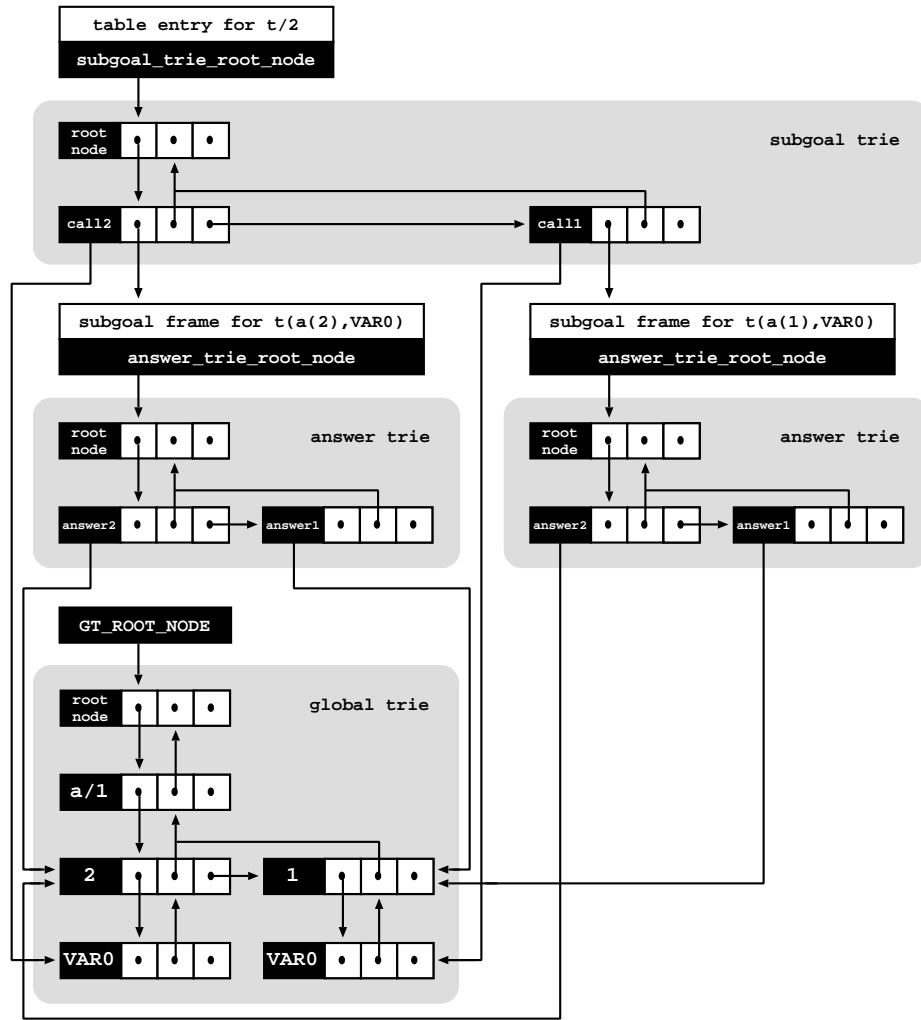 table entry for t/2
subgoal_trie_root_node
root
node
subgoal trie
call2
call1
subgoal frame for t(a(2),VAR0)
answer_trie_root_node
subgoal frame for t(a(1),VAR0)
answer_trie_root_node
root
node
answer trie
root
node
answer trie
answer2
answer1
answer2
answer1
GT_ROOT_NODE
root
node
global trie
a/1
2
1
VAR0
VAR0